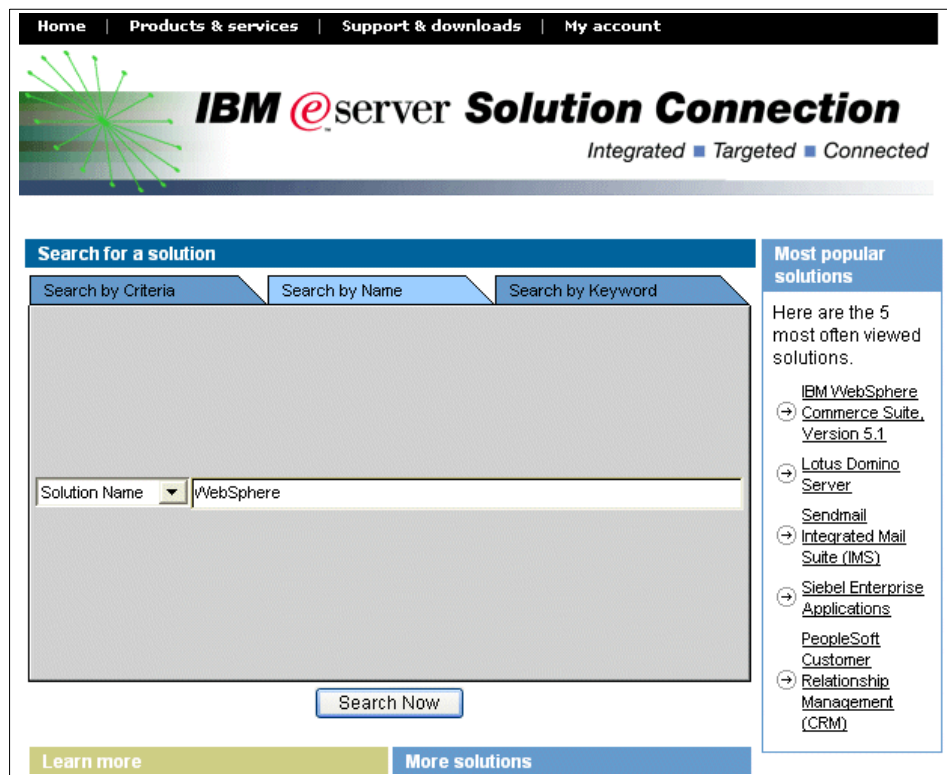 Home | Products & services | Support & downloads | My account
IBM @server Solution Connection
™
Integrated ■ Targeted ■ Connected
Search for a solution
Search by Criteria
Search by Name
Search by Keyword
Solution Name
WebSphere
Search Now
Most popular
solutions
Here are the 5
most often viewed
solutions.
IBM WebSphere
Commerce Suite,
Version 5.1
Lotus Domino
Server
Sendmail
Integrated Mail
Suite (IMS)
Siebel Enterprise
Applications
PeopleSoft
Customer
Relationship
Management
(CRM)
Learn more
More solutions